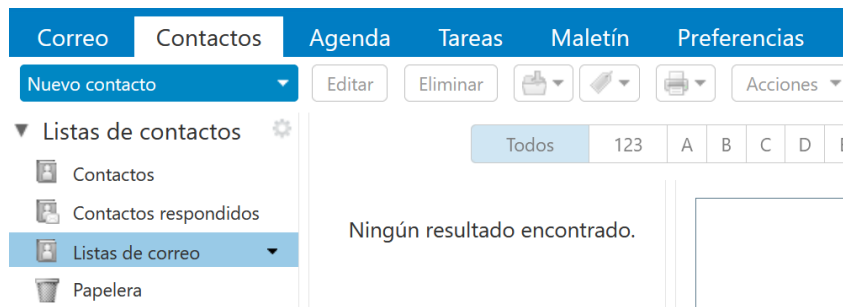 Correo Contactos Agenda Tareas Maletín Preferencias
Nuevo contacto Editar Eliminar Acciones
Listas de contactos
Todos 123 A B C D
Contactos
Contactos respondidos
Ningún resultado encontrado.
Listas de correo
Papelera